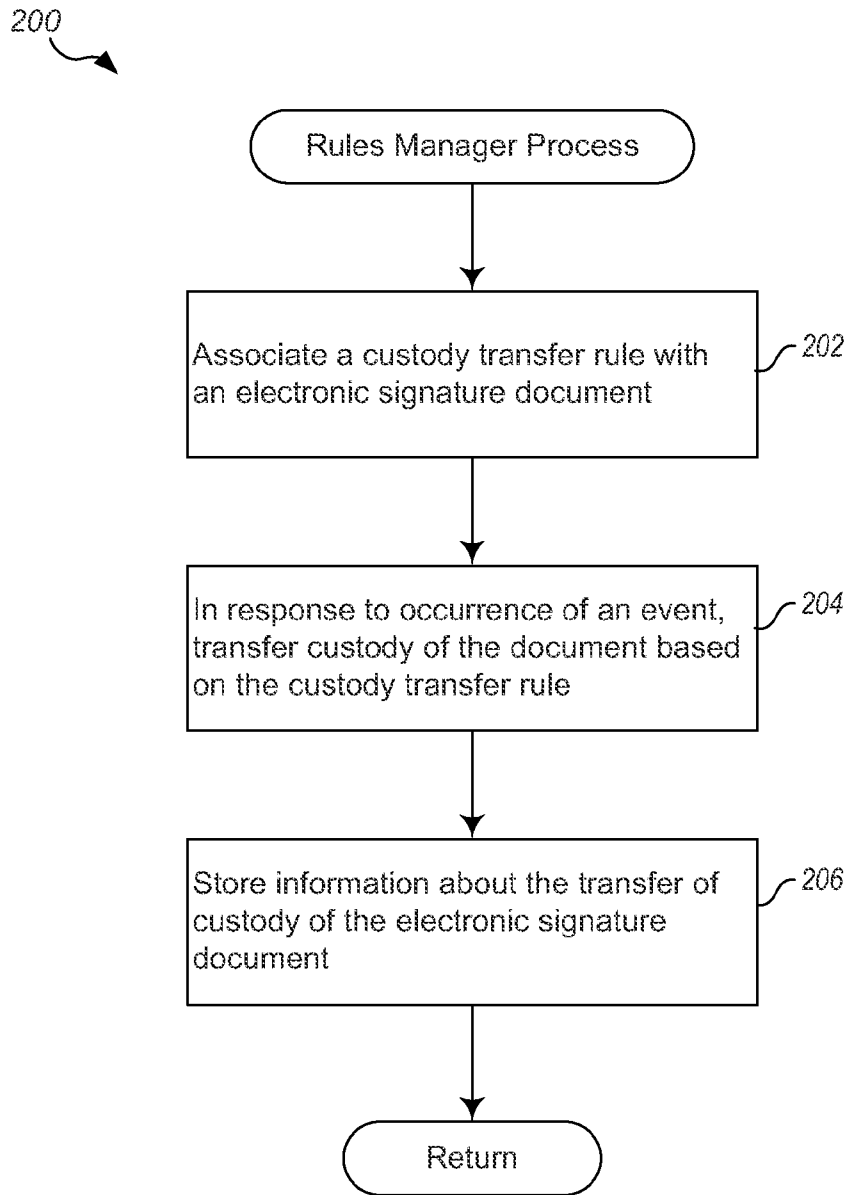 200
Rules Manager Process
Associate a custody transfer rule with
an electronic signature document
202
In response to occurrence of an event,
transfer custody of the document based
on the custody transfer rule
204
Store information about the transfer of
custody of the electronic signature
document
206
Return